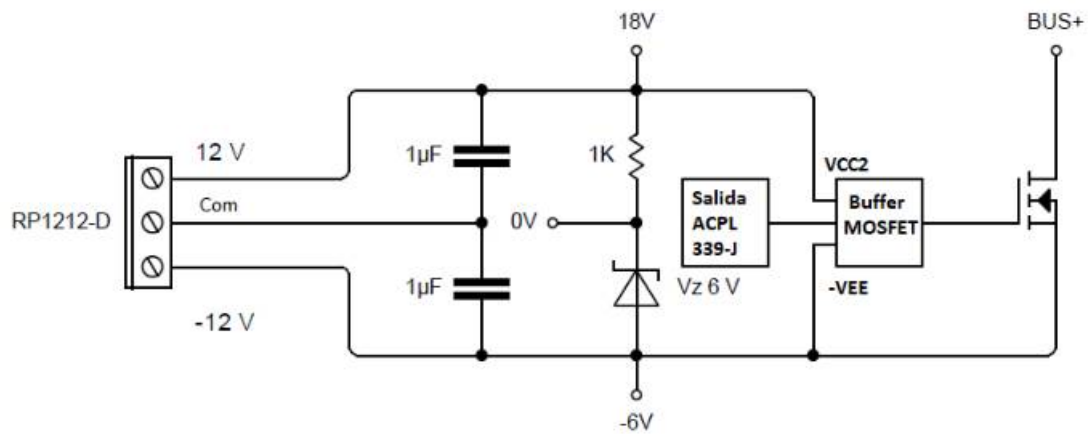 18V
BUS+
12 V
1µF
1K
VCC2
RP1212-D
Com
0V
Salida
ACPL
339-J
Buffer
MOSFET
1µF
Vz 6 V
-VEE
-12 V
-6V